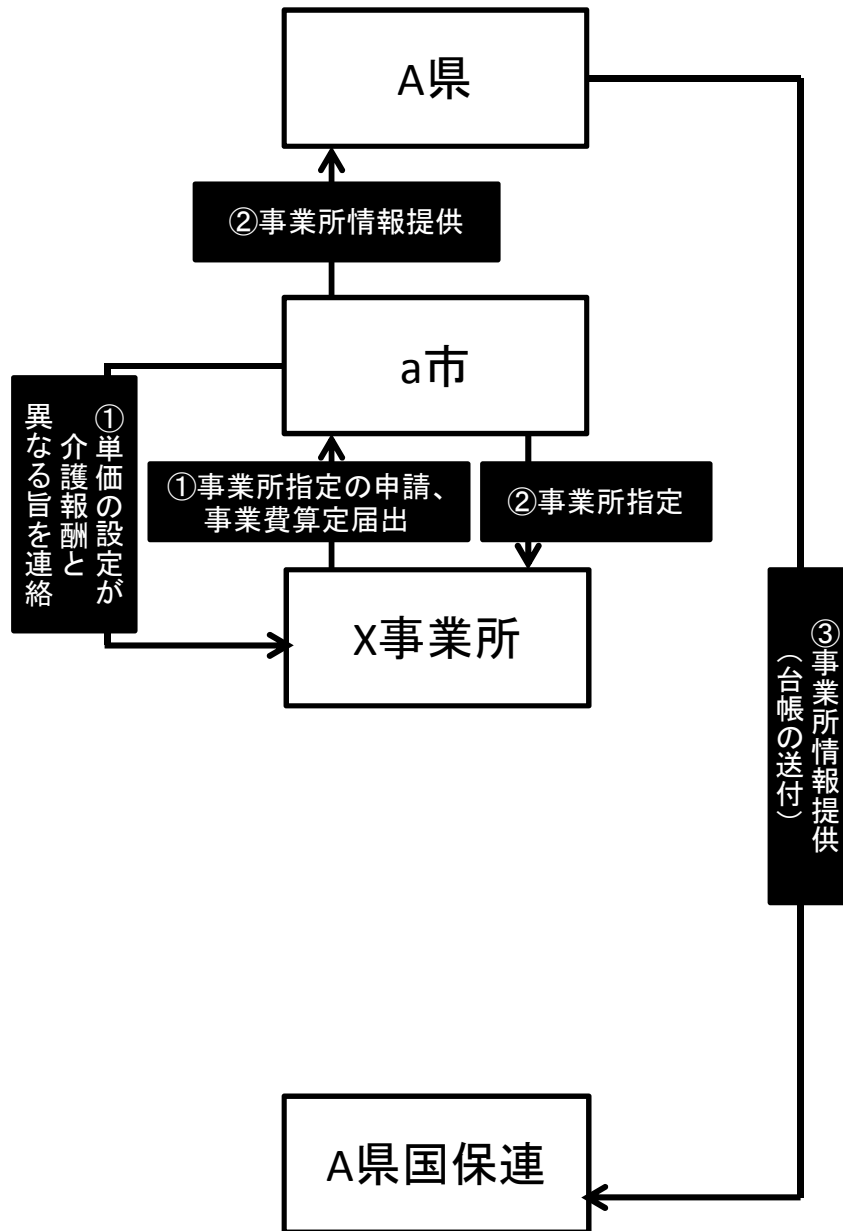 A県
②事業所情報提供
a市
①単価の設定が
介護報酬と
異なる旨を連絡
①事業所指定の申請、
事業費算定届出
②事業所指定
X事業所
③事業所情報提供
（台帳の送付）
A県国保連